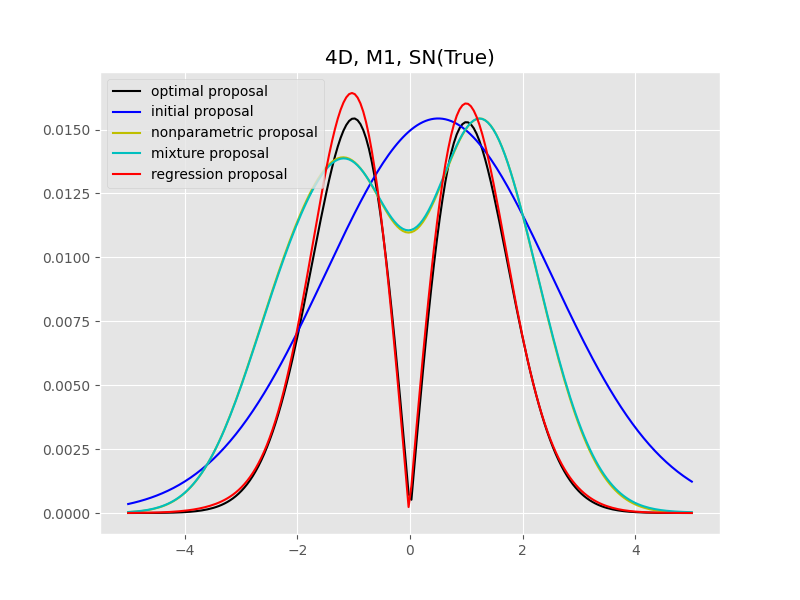 4D, M1, SN(True)
optimal proposal
initial proposal
nonparametric proposal
mixture proposal
regression proposal
0.0150
0.0125
0.0100
0.0075
0.0050
0.0025
0.0000
−4 −2 0 2 4